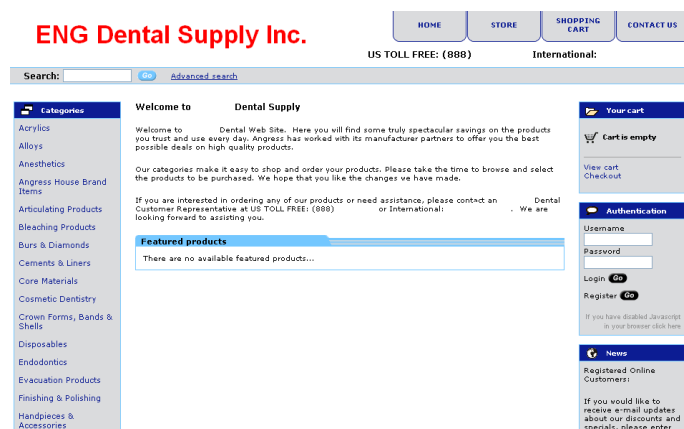 ENG Dental Supply Inc.
HOME
STORE
SHOPPING
CART
CONTACT US
US TOLL FREE: (888)
International:
Search:
Go
Advanced search
Categories
Acrylics
Alloys
Anesthetics
Angress House Brand
Items
Articulating Products
Bleaching Products
Burs & Diamonds
Cements & Liners
Core Materials
Cosmetic Dentistry
Crown Forms, Bands &
Shells
Disposables
Endodontics
Evacuation Products
Finishing & Polishing
Handpieces &
Accessories
Welcome to Dental Supply
Welcome to Dental Web Site. Here you will find some truly spectacular savings on the products
you trust and use every day. Angress has worked with its manufacturer partners to offer you the best
possible deals on high quality products.
Our categories make it easy to shop and order your products. Please take the time to browse and select
the products to be purchased. We hope that you like the changes we have made.
If you are interested in ordering any of our products or need assistance, please contact an Dental
Customer Representative at US TOLL FREE: (888) or International: . We are
looking forward to assisting you.
Featured products
There are no available featured products...
Your cart
Cart is empty
View cart
Checkout
Authentication
Username
Password
Login Go
Register Go
If you have disabled Javascript
in your browser click here
News
Registered Online
Customers:
If you would like to
receive e-mail updates
about our discounts and
specials, please enter